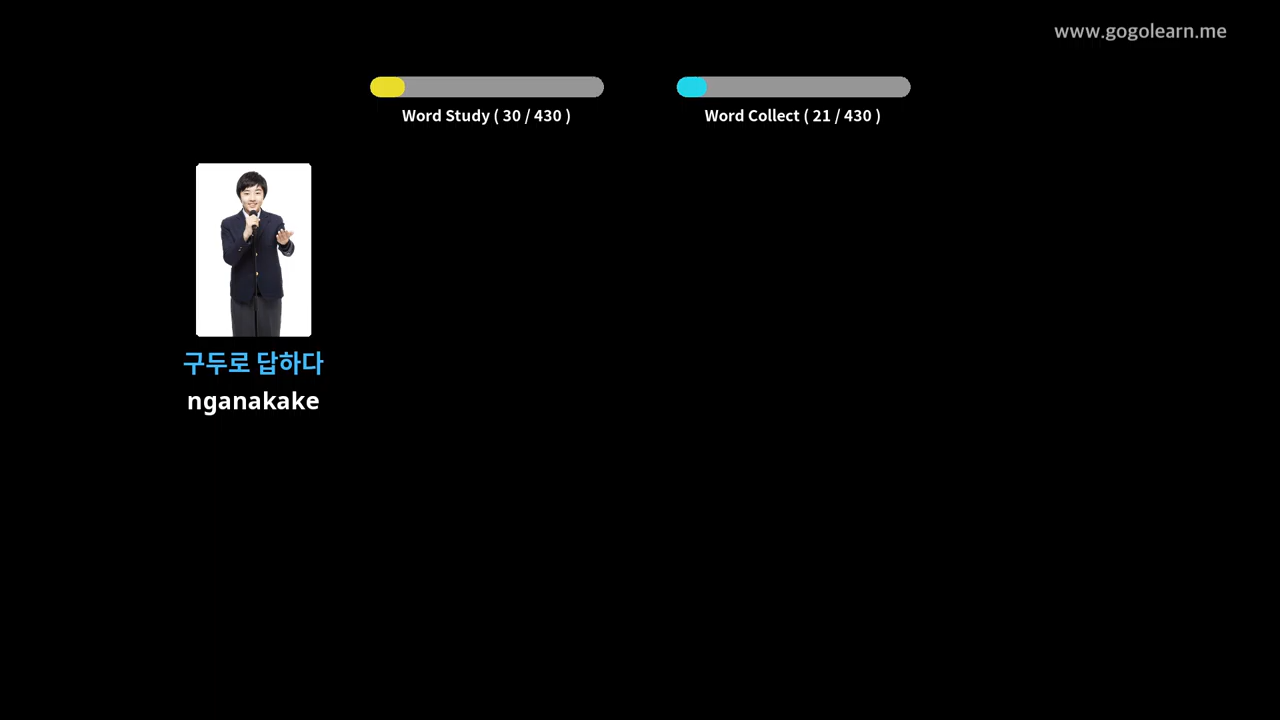 www.gogolearn.me
Word Study ( 30 / 430 )
Word Collect ( 21 / 430 )
구두로 답하다
nganakake